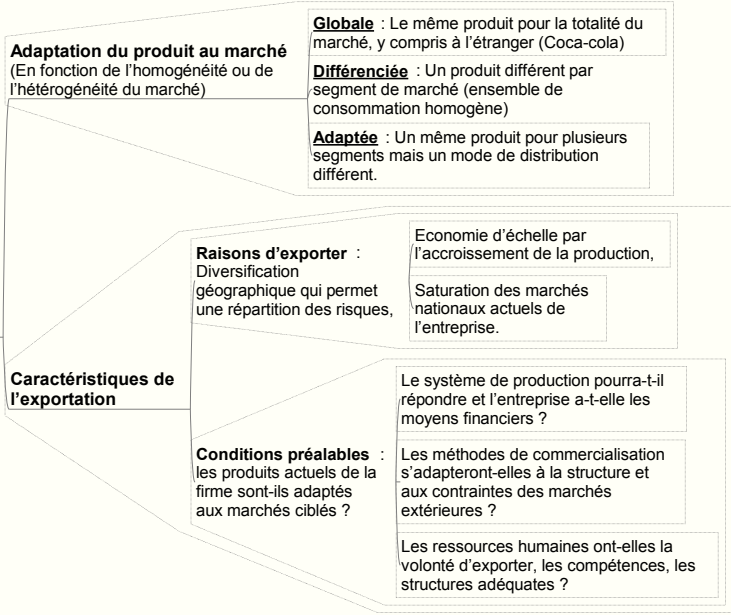 Adaptation du produit au marché
(En fonction de l'homogénéité ou de
l'hétérogénéité du marché)
Globale : Le même produit pour la totalité du
marché, y compris à l'étranger (Coca-cola)
Différenciée : Un produit différent par
segment de marché (ensemble de
consommation homogène)
Adaptée : Un même produit pour plusieurs
segments mais un mode de distribution
différent.
Caractéristiques de
l'exportation
Raisons d'exporter :
Diversification
géographique qui permet
une répartition des risques,
Economie d'échelle par
l'accroissement de la production,
Saturation des marchés
nationaux actuels de
l'entreprise.
Conditions préalables :
les produits actuels de la
firme sont-ils adaptés
aux marchés ciblés ?
Le système de production pourra-t-il
répondre et l'entreprise a-t-elle les
moyens financiers ?
Les méthodes de commercialisation
s'adapteront-elles à la structure et
aux contraintes des marchés
extérieures ?
Les ressources humaines ont-elles la
volonté d'exporter, les compétences, les
structures adéquates ?